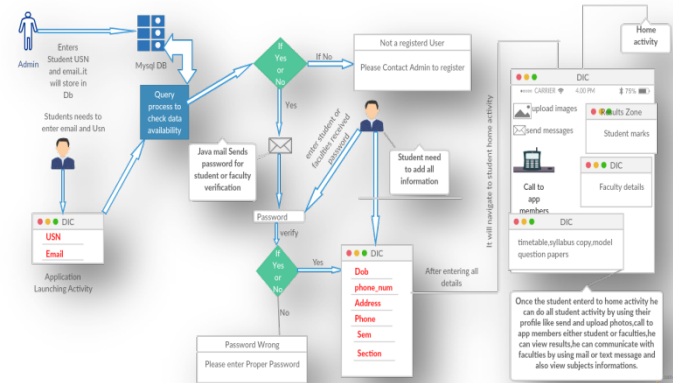 Admin
Enters
Student USN
and email..it
will store in
Db
Mysql DB
Students needs to
enter email and Usn
Query
process to
check data
availability
DIC
USN
Email
Application
Launching Activity
If
Yes
or
No
If No
Yes
Not a registerd User
Please Contact Admin to register
Java mail Sends
password for
student or faculty
verification
enter student or
faculties received
password
Student need
to add all
information
Password
verify
If
Yes
or
No
Yes
No
Password Wrong
Please enter Proper Password
DIC
Dob
phone_num
Address
Phone
Sem
Section
After entering all
details
It will navigate to student home activity
Home
activity
DIC
CARRIER
4:00 PM
upload images
send messages
Call to
app
members
Results Zone
Student marks
DIC
Faculty details
DIC
timetable,syllabus copy,model
question papers
Once the student enterd to home activity he
can do all student activity by using their
profile like send and upload photos,call to
app members either student or faculties,he
can view results,he can communicate with
faculties by using mail or text message and
also view subjects informations.